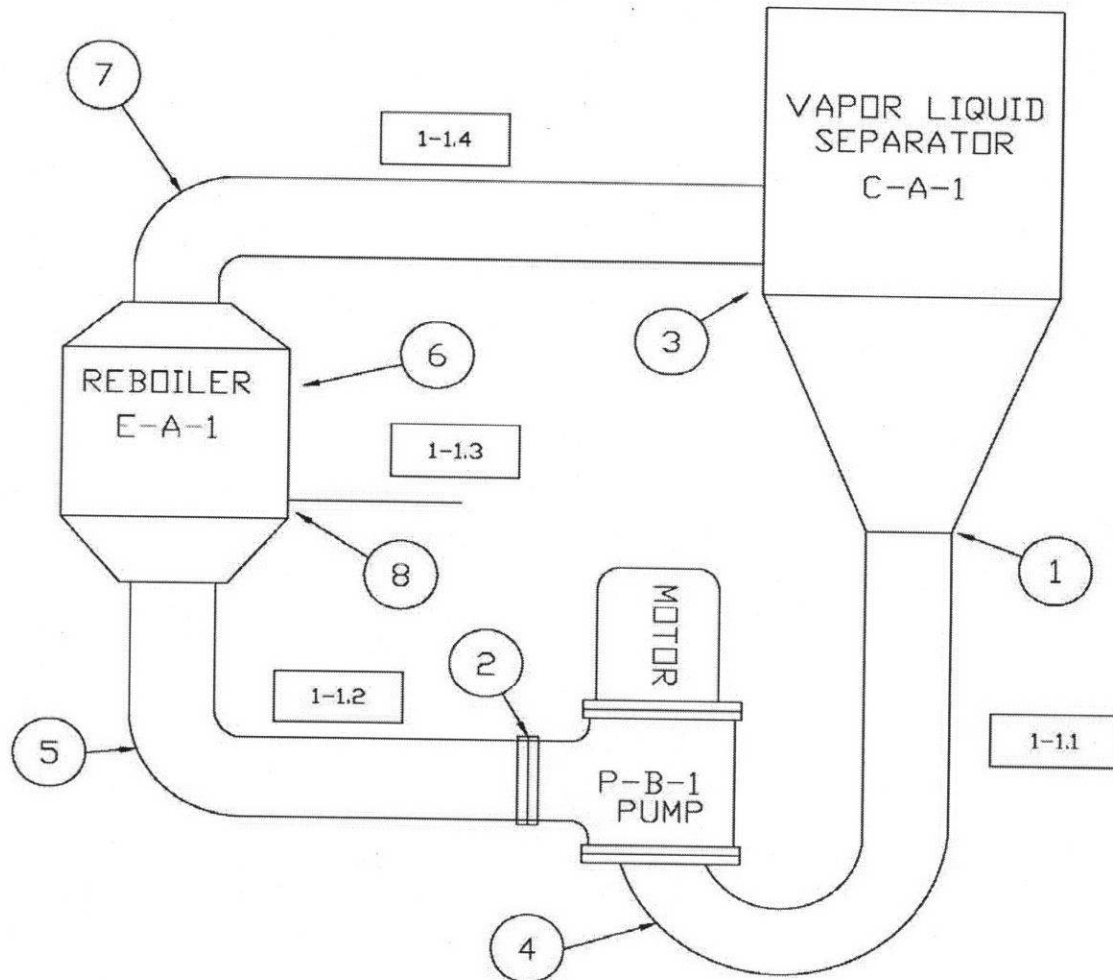 7
1-1.4
VAPOR LIQUID
SEPARATOR
C-A-1
3
6
REBOILER
E-A-1
1-1.3
8
1
MOTOR
2
1-1.2
5
1-1.1
P-B-1
PUMP
4